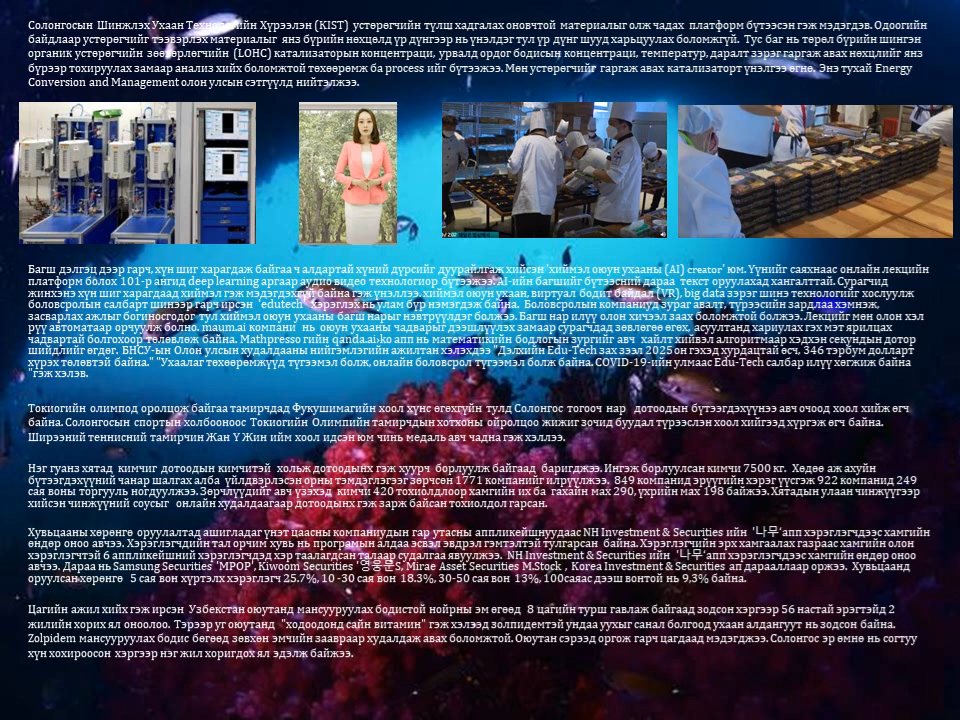 Солонгосын Шинжлэх Ухаан Технологийн Хүрээлэн (KIST) устөрөгчийн түлш хадгалах оновчтой материалыг олж чадах платформ бүтээсэн гэж мэдэгдэв. Одоогийн
байдлаар устөрөгчийг тээвэрлэх материалыг янз бүрийн нөхцөлд үр дүнгээр нь үнэлдэг тул үр дүнг шууд харьцуулах боломжгүй. Тус баг нь төрөл бүрийн шингэн
органик устөрөгчийн зөөвөрлөгчийн (LOHC) катализаторын концентраци, урвалд ордог бодисын концентраци, температур, даралт зэрэг гаргаж авах нөхцлийг янз
бүрээр тохируулах замаар анализ хийх боломжтой төхөөрөмж ба process ийг бүтээжээ. Мөн устөрөгчийг гаргаж авах катализаторт үнэлгээ өгнө. Энэ тухай Energy
Conversion and Management олон улсын сэтгүүлд нийтэлжээ.
Багш дэлгэц дээр гарч, хүн шиг харагдаж байгаа ч алдартай хүний дүрсийг дуурайлгаж хийсэн 'хиймэл оюун ухааны (AI) creator' юм. Үүнийг саяхнаас онлайн лекцийн
платформ болох 101-р ангид deep learning аргаар аудио видео технологиор бүтээжээ. AI-ийн багшийг бүтээсний дараа текст оруулахад хангалттай. Сурагчид
жинхэнэ хүн шиг харагдаад хиймэл гэж мэдэгдэхгүй байна гэж үнэллээ. хиймэл оюун ухаан, виртуал бодит байдал (VR), big data зэрэг шинэ технологийг хослуулж
боловсролын салбарт шинээр гарч ирсэн 'edutech' хэрэглэх нь улам бүр нэмэгдэж байна. Боловсролын компаниуд зураг авалт, түрээсийн зардлаа хэмнэж,
засварлах ажлыг богиносгодог тул хиймэл оюун ухааны багш нарыг нэвтрүүлдэг болжээ. Багш нар илүү олон хичээл заах боломжтой болжээ. Лекцийг мөн олон хэл
рүү автоматаар орчуулж болно. maum.ai компани нь оюун ухааны чадварыг дээшлүүлэх замаар сурагчдад зөвлөгөө өгөх, асуултанд хариулах гэх мэт ярилцах
чадвартай болгохоор төлөвлөж байна. Mathpresso гийн qanda.ai-ko апп нь математикийн бодлогын зургийг авч хайлт хийвэл алгоритмаар хэдхэн секундын дотор
шийдлийг өгдөг. БНСУ-ын Олон улсын худалдааны нийгэмлэгийн ажилтан хэлэхдээ "Дэлхийн Edu-Tech зах зээл 2025 он гэхэд хурдацтай өсч, 346 тэрбум долларт
хүрэх төлөвтэй байна." "Ухаалаг төхөөрөмжүүд түгээмэл болж, онлайн боловсрол түгээмэл болж байна. COVID-19-ийн улмаас Edu-Tech салбар илүү хөгжиж байна
"гэж хэлэв.
Токиогийн олимпод оролцож байгаа тамирчдад Фукушимагийн хоол хүнс өгөхгүйн тулд Солонгос тогооч нар дотоодын бүтээгдэхүүнээ авч очоод хоол хийж өгч
байна. Солонгосын спортын холбооноос Токиогийн Олимпийн тамирчдын хотхоны ойролцоо жижиг зочид буудал түрээслэн хоол хийгээд хүргэж өгч байна.
Ширээний теннисний тамирчин Жан Ү Жин ийм хоол идсэн юм чинь медаль авч чадна гэж хэллээ.
Нэг гуанз хятад кимчиг дотоодын кимчитэй хольж дотоодынх гэж хуурч борлуулж байгаад баригджээ. Ингэж борлуулсан кимчи 7500 кг. Хөдөө аж ахуйн
бүтээгдэхүүний чанар шалгах алба үйлдвэрлэсэн орны тэмдэглэгээг зөрчсөн 1771 компанийг илрүүлжээ. 849 компанид эрүүгийн хэрэг үүсгэж 922 компанид 249
сая воны торгууль ногдуулжээ. Зөрчлүүдийг авч үзэхэд кимчи 420 тохиолдлоор хамгийн их ба гахайн мах 290, үхрийн мах 198 байжээ. Хятадын улаан чинжүүгээр
хийсэн чинжүүний соусыг онлайн худалдаагаар дотоодынх гэж зарж байсан тохиолдол гарсан.
Хувьцааны хөрөнгө оруулалтад ашигладаг үнэт цаасны компаниудын гар утасны аппликейшнуудаас NH Investment & Securities ийн '나무'апп хэрэглэгчдээс хамгийн
өндөр оноо авчээ. Хэрэглэгчдийн тал орчим хувь нь програмын алдаа эсвэл эвдрэл гэмтэлтэй тулгарсан байна. Хэрэглэгчийн эрх хамгаалах газраас хамгийн олон
хэрэглэгчтэй 6 аппликейшний хэрэглэгчдэд хэр таалагдсан талаар судалгаа явуулжээ. NH Investment & Securities ийн '나무'апп хэрэглэгчдээс хамгийн өндөр оноо
авчээ. Дараа нь Samsung Securities 'MPOP', Kiwoom Securities '영웅문S,' Mirae Asset Securities M.Stock , Korea Investment & Securities ап дарааллаар оржээ. Хувьцаанд
оруулсан хөрөнгө 5 сая вон хүртэлх хэрэглэгч 25.7%, 10 -30 сая вон 18.3%, 30-50 сая вон 13%, 100саяас дээш вонтой нь 9,3% байна.
Цагийн ажил хийх гэж ирсэн Узбекстан оюутанд мансууруулах бодистой нойрны эм өгөөд 8 цагийн турш гавлаж байгаад зодсон хэргээр 56 настай эрэгтэйд 2
жилийн хорих ял оноолоо. Тэрээр уг оюутанд "ходоодонд сайн витамин" гэж хэлээд золпидемтэй ундаа уухыг санал болгоод ухаан алдангуут нь зодсон байна.
Zolpidem мансууруулах бодис бөгөөд зөвхөн эмчийн заавраар худалдаж авах боломжтой. Оюутан сэрээд оргож гарч цагдаад мэдэгджээ. Солонгос эр өмнө нь согтуу
хүн хохироосон хэргээр нэг жил хоригдох ял эдэлж байжээ.